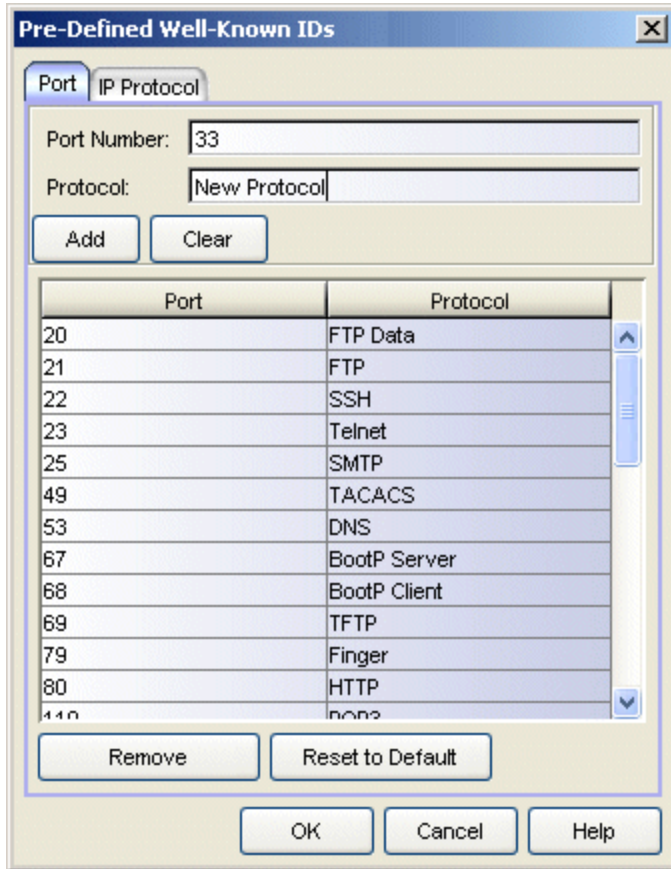 Pre-Defined Well-Known IDs
Port IP Protocol
Port Number: 33
Protocol: New Protocol
Add Clear
Port Protocol
20 FTP Data
21 FTP
22 SSH
23 Telnet
25 SMTP
49 TACACS
53 DNS
67 BootP Server
68 BootP Client
69 TFTP
79 Finger
80 HTTP
110 POP3
Remove Reset to Default
OK Cancel Help